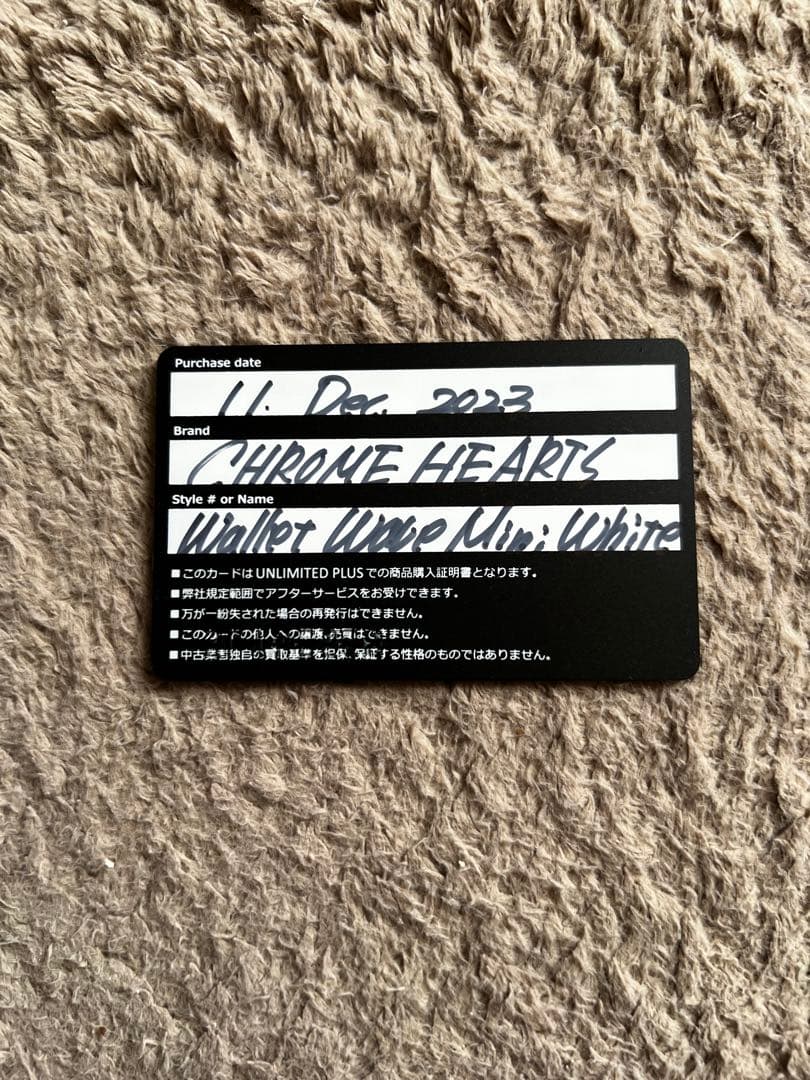 Purchase date
11. Dec. 2023
Brand
CHROME HEARTS
Style # or Name
Wallet Wave Mini White
■このカードはUNLIMITED PLUSでの商品購入証明書となります。
■弊社規定範囲でアフターサービスをお受けできます。
■万が一紛失された場合の再発行はできません。
■このカードの他人への譲渡、売買はできません。
■中古業者独自の買取基準を担保、保証する性格のものではありません。